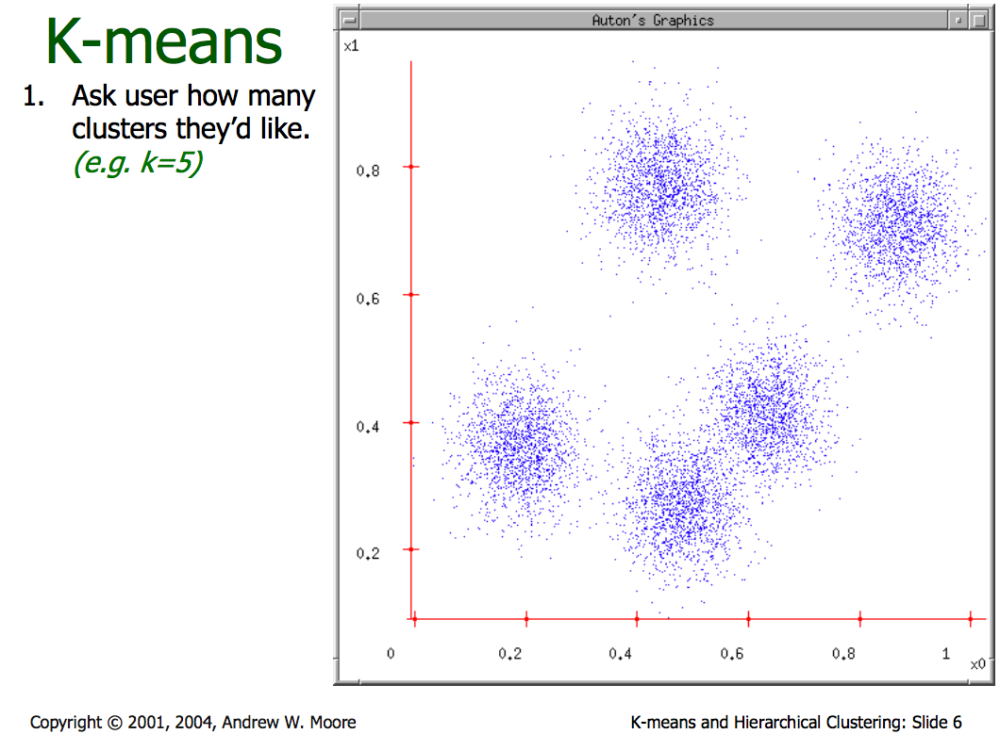 K-means
1. Ask user how many
clusters they'd like.
(e.g. k=5)
Auton's Graphics
x1
0.8
0.6
0.4
0.2
0 0.2 0.4 0.6 0.8 1
x0
Copyright © 2001, 2004, Andrew W. Moore
K-means and Hierarchical Clustering: Slide 6